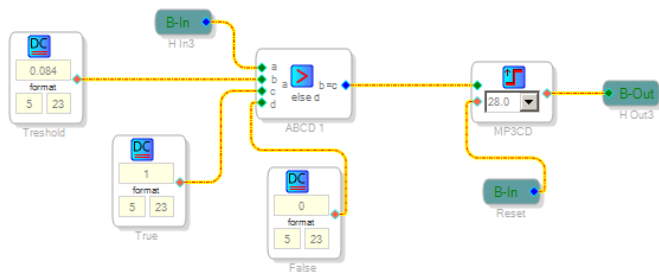 B-In
H In3
DC
0.084
format
5 23
Treshold
a
b
c
d
a > b=c
else d
ABCD 1
28.0
MP3CD
B-Out
H Out3
DC
1
format
5 23
True
DC
0
format
5 23
False
B-In
Reset